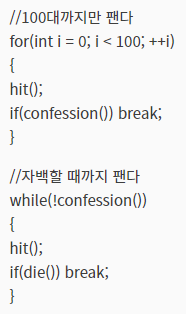 //100대까지만 팬다
for(int i = 0; i < 100; ++i)
{
hit();
if(confession()) break;
}
//자백할 때까지 팬다
while(!confession())
{
hit();
if(die()) break;
}